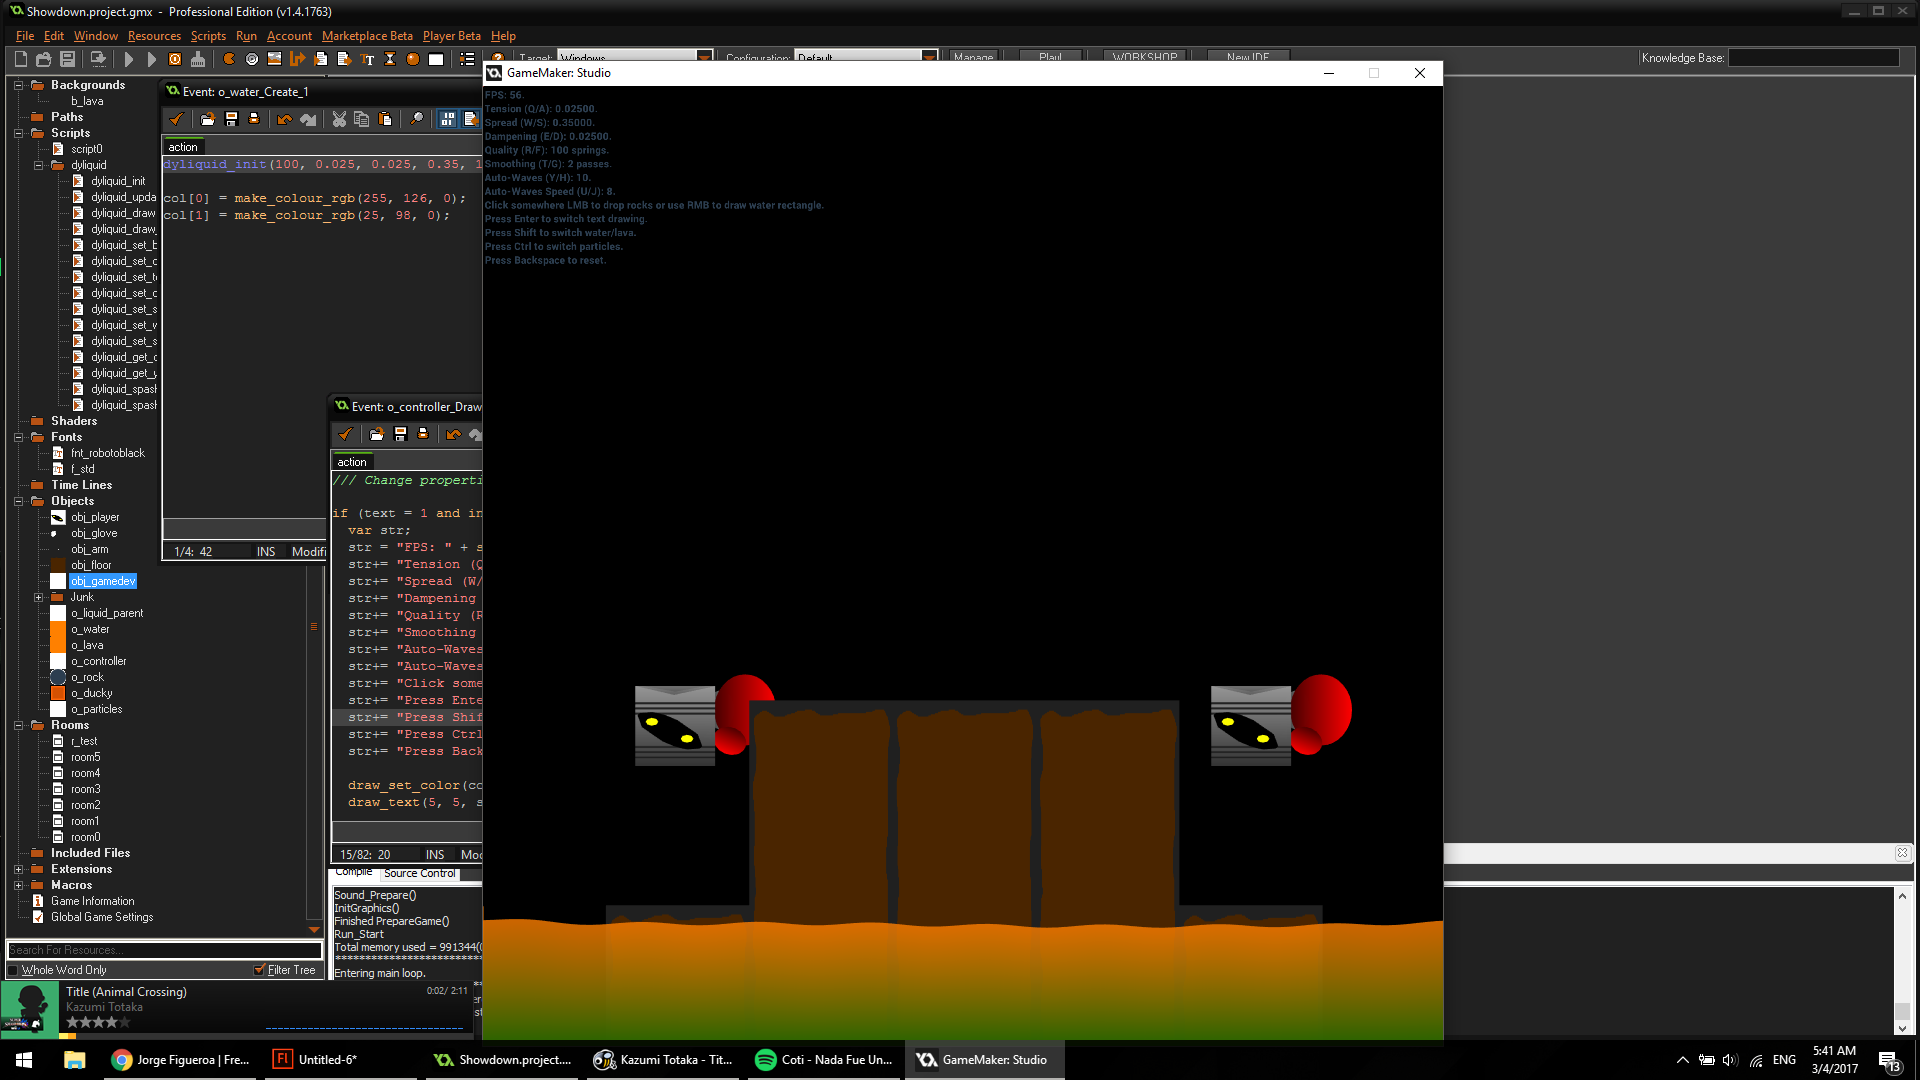 Showdown.project.gmx - Professional Edition (v1.4.1763)
File Edit Window Resources Scripts Run Account Marketplace Beta Player Beta Help
Target: Windows Configuration: Default Manage Play! WORKSHOP New IDE Knowledge Base:
Backgrounds
b_lava
Paths
Scripts
script0
dyliquid
dyliquid_init
dyliquid_upda
dyliquid_draw
dyliquid_draw_
dyliquid_set_b
dyliquid_set_c
dyliquid_set_t
dyliquid_set_c
dyliquid_set_s
dyliquid_set_v
dyliquid_set_s
dyliquid_get_c
dyliquid_get_y
dyliquid_spash
dyliquid_spash
Shaders
Fonts
fnt_robotoblack
f_std
Time Lines
Objects
obj_player
obj_glove
obj_arm
obj_floor
obj_gamedev
Junk
o_liquid_parent
o_water
o_lava
o_controller
o_rock
o_ducky
o_particles
Rooms
r_test
room5
room4
room3
room2
room1
room0
Included Files
Extensions
Macros
Game Information
Global Game Settings
Search For Resources...
Whole Word Only Filter Tree
Event: o_water_Create_1
action
dyliquid_init(100, 0.025, 0.025, 0.35, 1
col[0] = make_colour_rgb(255, 126, 0);
col[1] = make_colour_rgb(25, 98, 0);
1/4: 42 INS Modifi
Event: o_controller_Draw
action
/// Change properti
if (text = 1 and in
var str;
str = "FPS: " + s
str+= "Tension (Q
str+= "Spread (W/
str+= "Dampening
str+= "Quality (R
str+= "Smoothing
str+= "Auto-Waves
str+= "Auto-Waves
str+= "Click some
str+= "Press Ente
str+= "Press Shif
str+= "Press Ctrl
str+= "Press Back
draw_set_color(co
draw_text(5, 5, s
15/82: 20 INS Moc
Compile Source Control
Sound_Prepare()
InitGraphics()
Finished PrepareGame()
Run_Start
Total memory used = 991344(
Entering main loop.
GameMaker: Studio
FPS: 56.
Tension (Q/A): 0.02500.
Spread (W/S): 0.35000.
Dampening (E/D): 0.02500.
Quality (R/F): 100 springs.
Smoothing (T/G): 2 passes.
Auto-Waves (Y/H): 10.
Auto-Waves Speed (U/J): 8.
Click somewhere LMB to drop rocks or use RMB to draw water rectangle.
Press Enter to switch text drawing.
Press Shift to switch water/lava.
Press Ctrl to switch particles.
Press Backspace to reset.
Title (Animal Crossing) 0:02/ 2:11
Kazumi Totaka
Jorge Figueroa | Fre... Untitled-6* Showdown.project.... Kazumi Totaka - Tit... Coti - Nada Fue Un... GameMaker: Studio
ENG 5:41 AM
3/4/2017 13